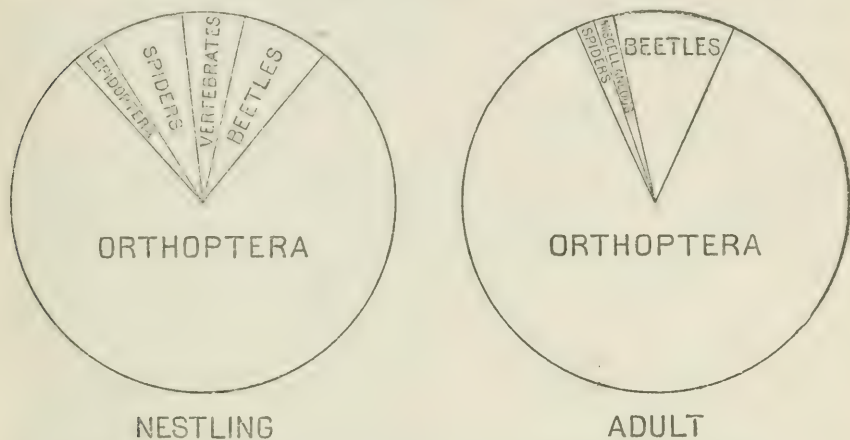 LEPIDOPTERA
SPIDERS
VERTEBRATES
BEETLES
ORTHOPTERA
NESTLING
SPIDERS
MISCELLANEOUS
BEETLES
ORTHOPTERA
ADULT